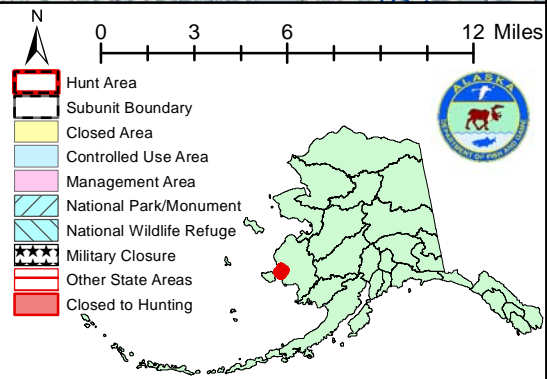 N
0 6 12 Miles
Hunt Area
Subunit Boundary
Closed Area
Controlled Use Area
Management Area
National Park/Monument
National Wildlife Refuge
Military Closure
Other State Areas
Closed to Hunting
ALASKA
DEPARTMENT OF FISH AND GAME